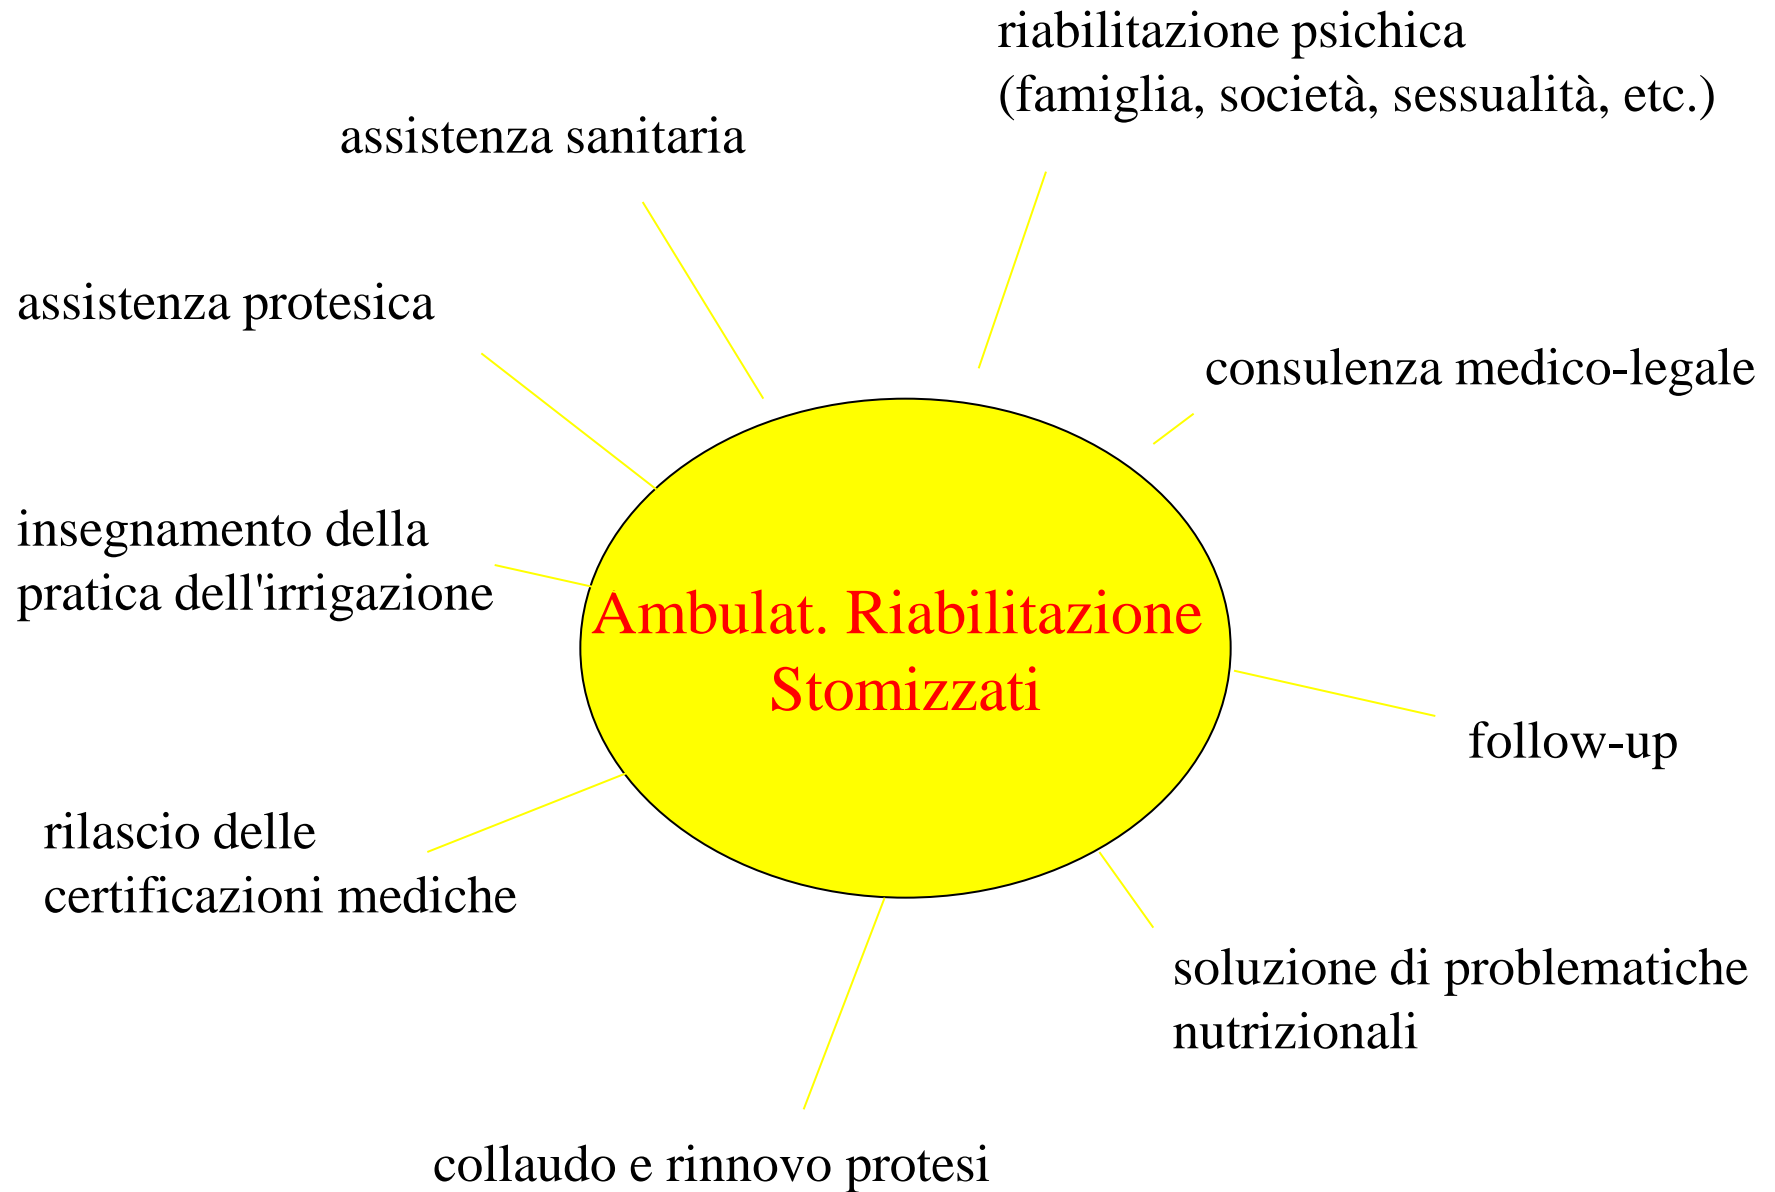 riabilitazione psichica
(famiglia, società, sessualità, etc.)
assistenza sanitaria
assistenza protesica
consulenza medico-legale
insegnamento della
pratica dell'irrigazione
Ambulat. Riabilitazione
Stomizzati
follow-up
rilascio delle
certificazioni mediche
soluzione di problematiche
nutrizionali
collaudo e rinnovo protesi